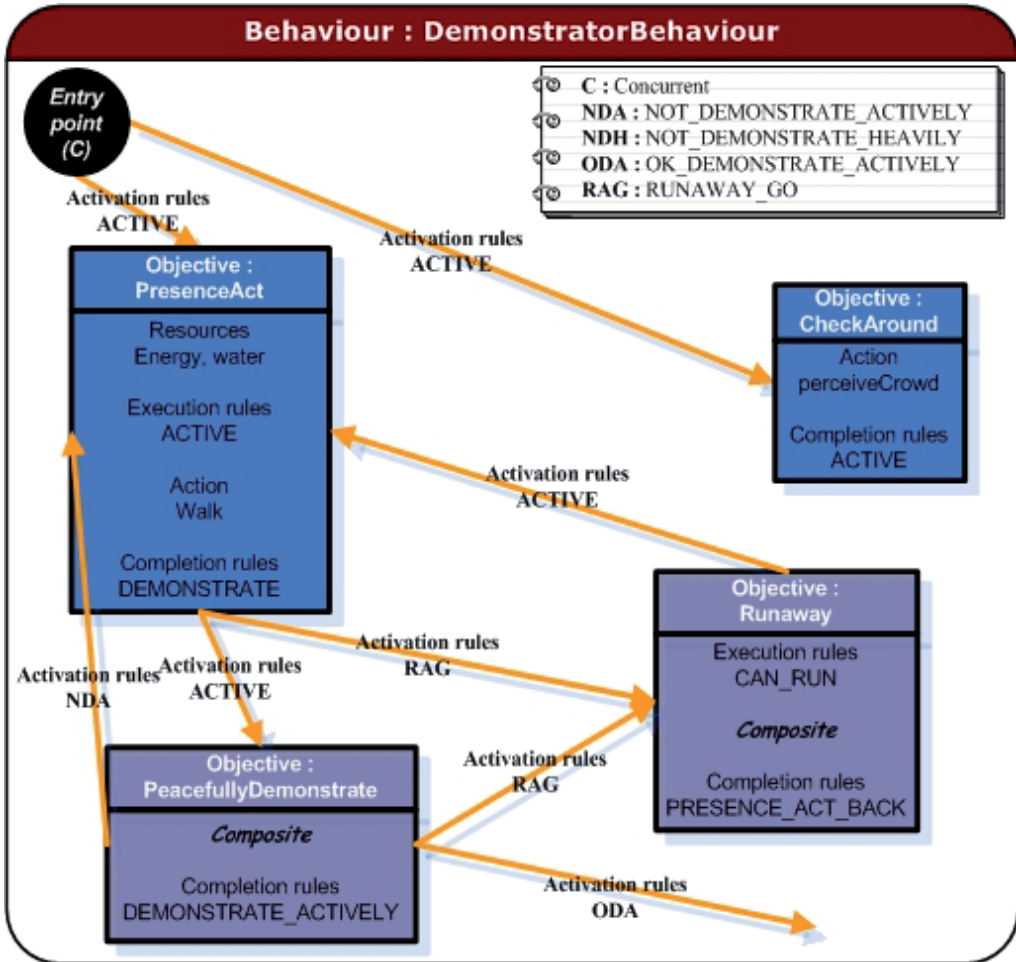 Behaviour : DemonstratorBehaviour
Entry
point
(C)
C : Concurrent
NDA : NOT_DEMONSTRATE_ACTIVELY
NDH : NOT_DEMONSTRATE_HEAVILY
ODA : OK_DEMONSTRATE_ACTIVELY
RAG : RUNAWAY_GO
Activation rules
ACTIVE
Activation rules
ACTIVE
Objective :
PresenceAct
Resources
Energy, water
Execution rules
ACTIVE
Action
Walk
Completion rules
DEMONSTRATE
Objective :
CheckAround
Action
perceiveCrowd
Completion rules
ACTIVE
Activation rules
ACTIVE
Objective :
Runaway
Execution rules
CAN_RUN
Composite
Completion rules
PRESENCE_ACT_BACK
Activation rules
RAG
Activation rules
NDA
Activation rules
ACTIVE
Activation rules
RAG
Objective :
PeacefullyDemonstrate
Composite
Completion rules
DEMONSTRATE_ACTIVELY
Activation rules
ODA